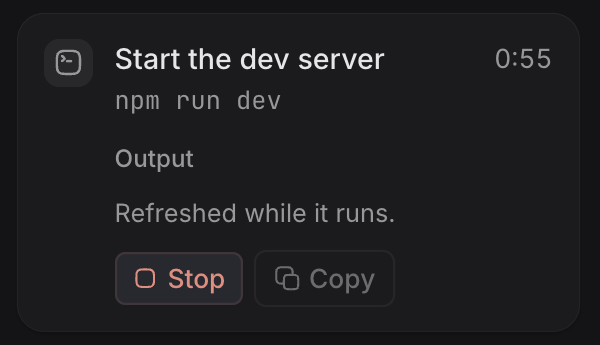 Start the dev server 0:55
npm run dev
Output
Refreshed while it runs.
Stop Copy